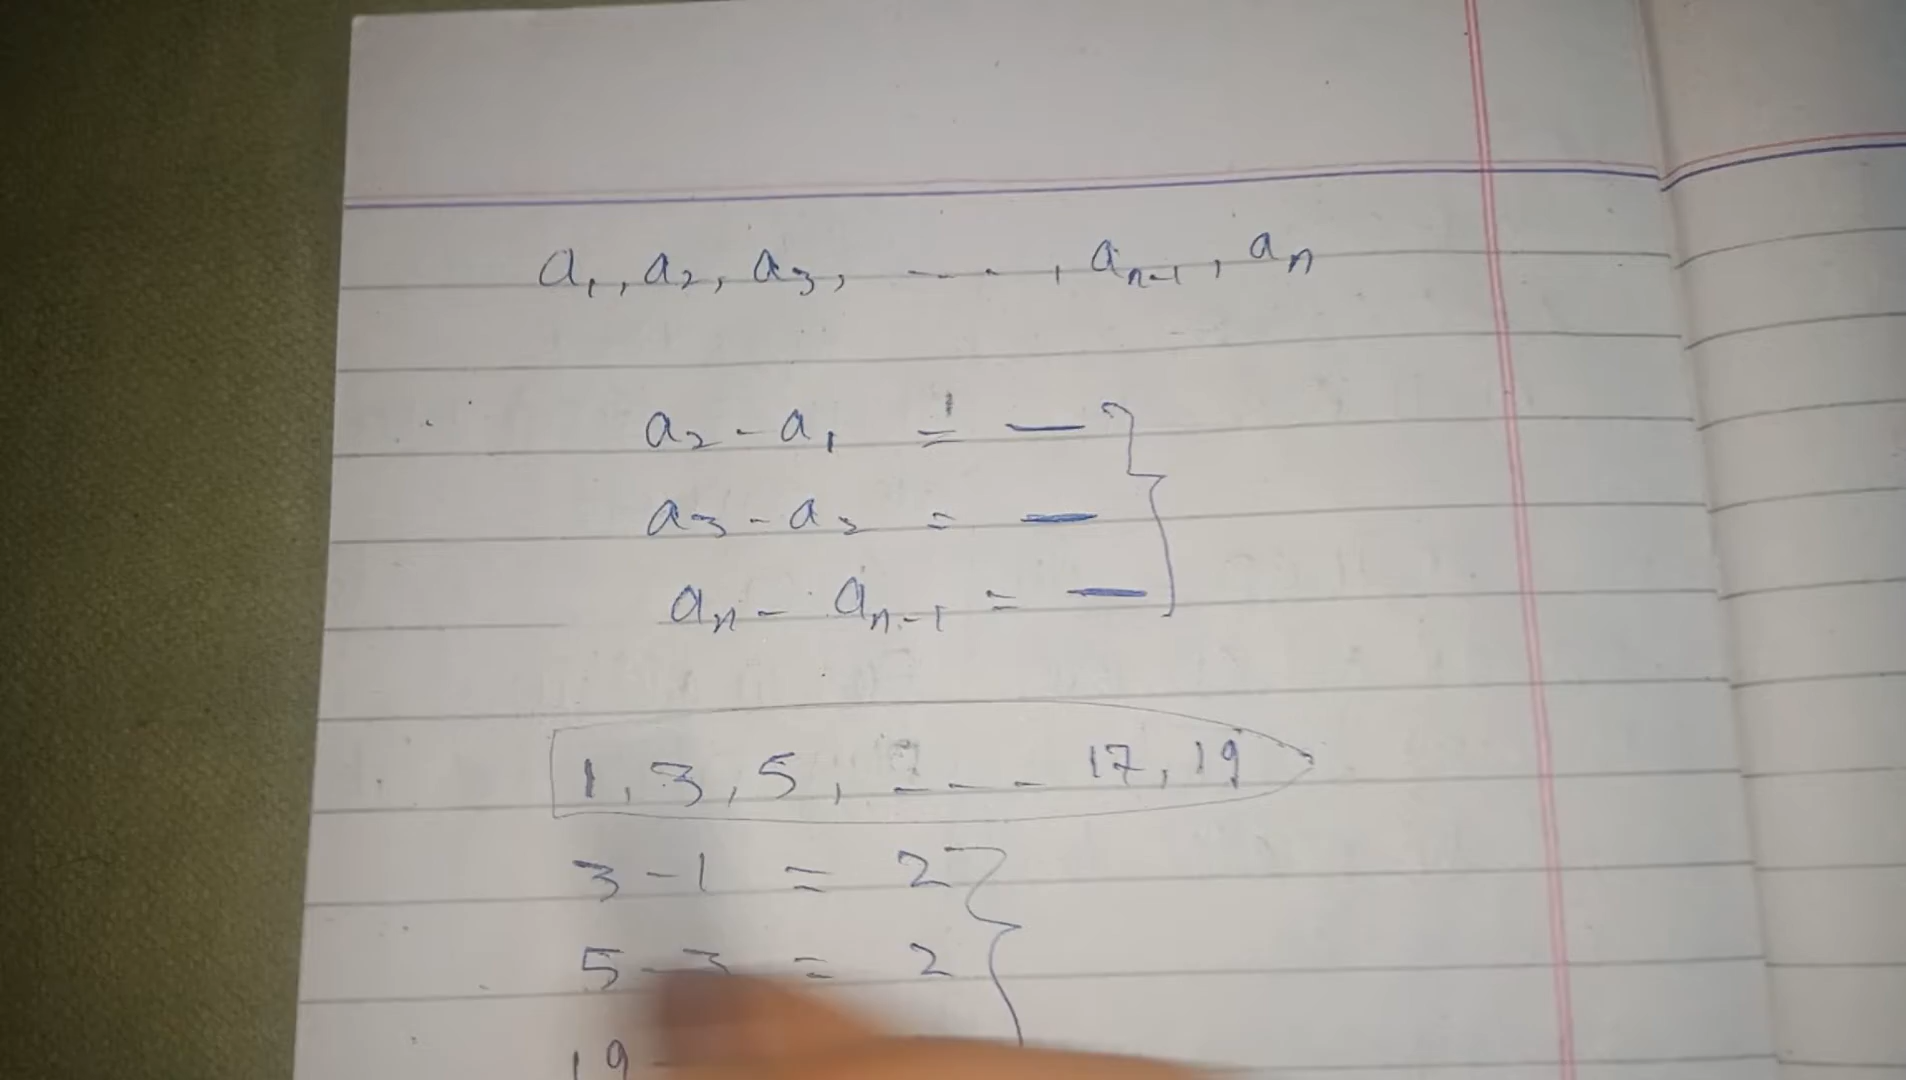 a₁, a₂, a₃, - - - - , aₙ₋₁, aₙ
a₂ - a₁ = —
a₃ - a₂ = —
aₙ - aₙ₋₁ = —
1, 3, 5, - - - 17, 19
3 - 1 = 2
5 - 3 = 2
19 -